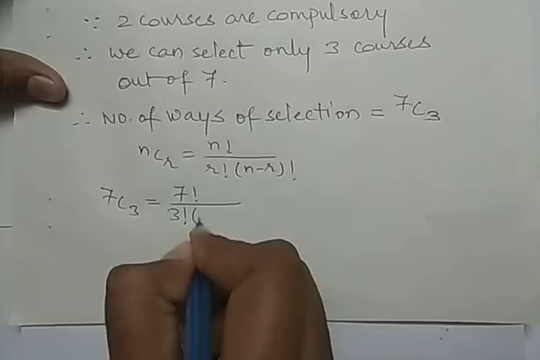 ∵ 2 courses are compulsory
∴ we can select only 3 courses
out of 7.
∴ No. of ways of selection = ⁷C₃
ⁿCᵣ = n! / r!(n-r)!
⁷C₃ = 7! / 3!(